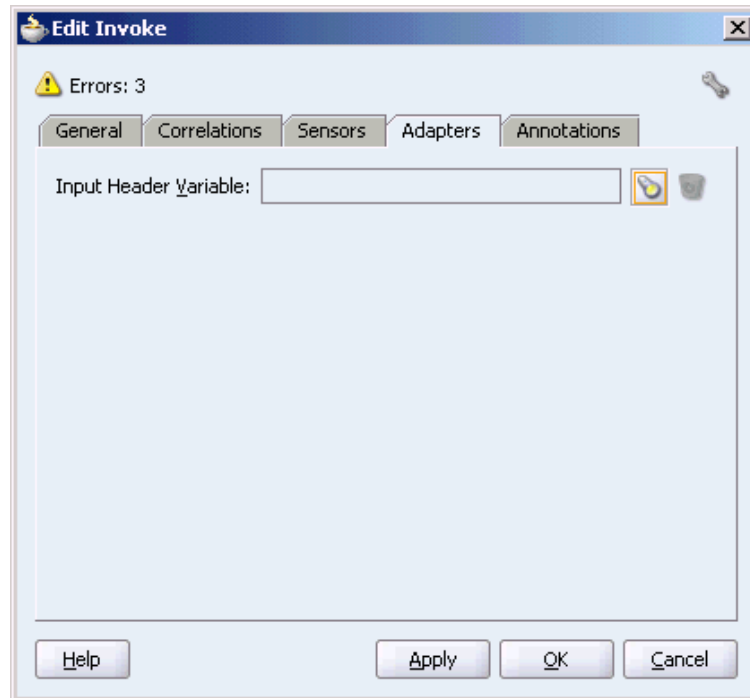 Edit Invoke
Errors: 3
General Correlations Sensors Adapters Annotations
Input Header Variable:
Help Apply OK Cancel